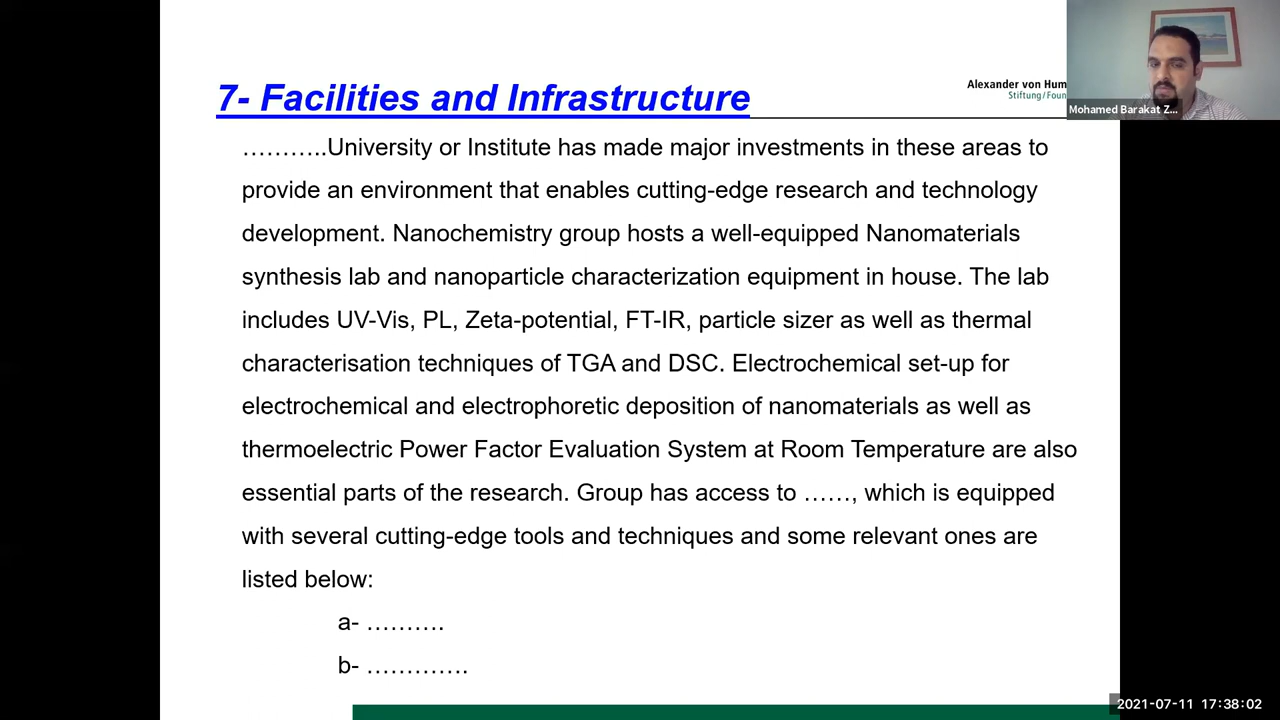 7- Facilities and Infrastructure
Alexander von Hum
Stiftung/Foun
Mohamed Barakat Z...
………..University or Institute has made major investments in these areas to
provide an environment that enables cutting-edge research and technology
development. Nanochemistry group hosts a well-equipped Nanomaterials
synthesis lab and nanoparticle characterization equipment in house. The lab
includes UV-Vis, PL, Zeta-potential, FT-IR, particle sizer as well as thermal
characterisation techniques of TGA and DSC. Electrochemical set-up for
electrochemical and electrophoretic deposition of nanomaterials as well as
thermoelectric Power Factor Evaluation System at Room Temperature are also
essential parts of the research. Group has access to ……, which is equipped
with several cutting-edge tools and techniques and some relevant ones are
listed below:
a- ……….
b- ………….
2021-07-11 17:38:02